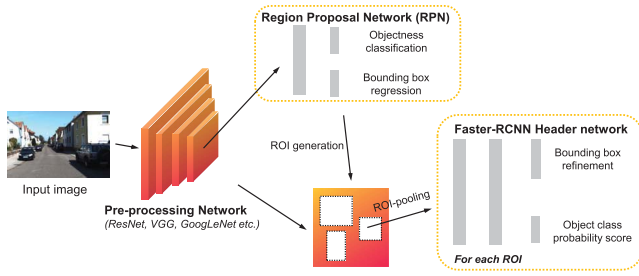 Region Proposal Network (RPN)
Objectness
classification
Bounding box
regression
ROI generation
Input image
Pre-processing Network
(ResNet, VGG, GoogLeNet etc.)
ROI-pooling
Faster-RCNN Header network
Bounding box
refinement
Object class
probability score
For each ROI